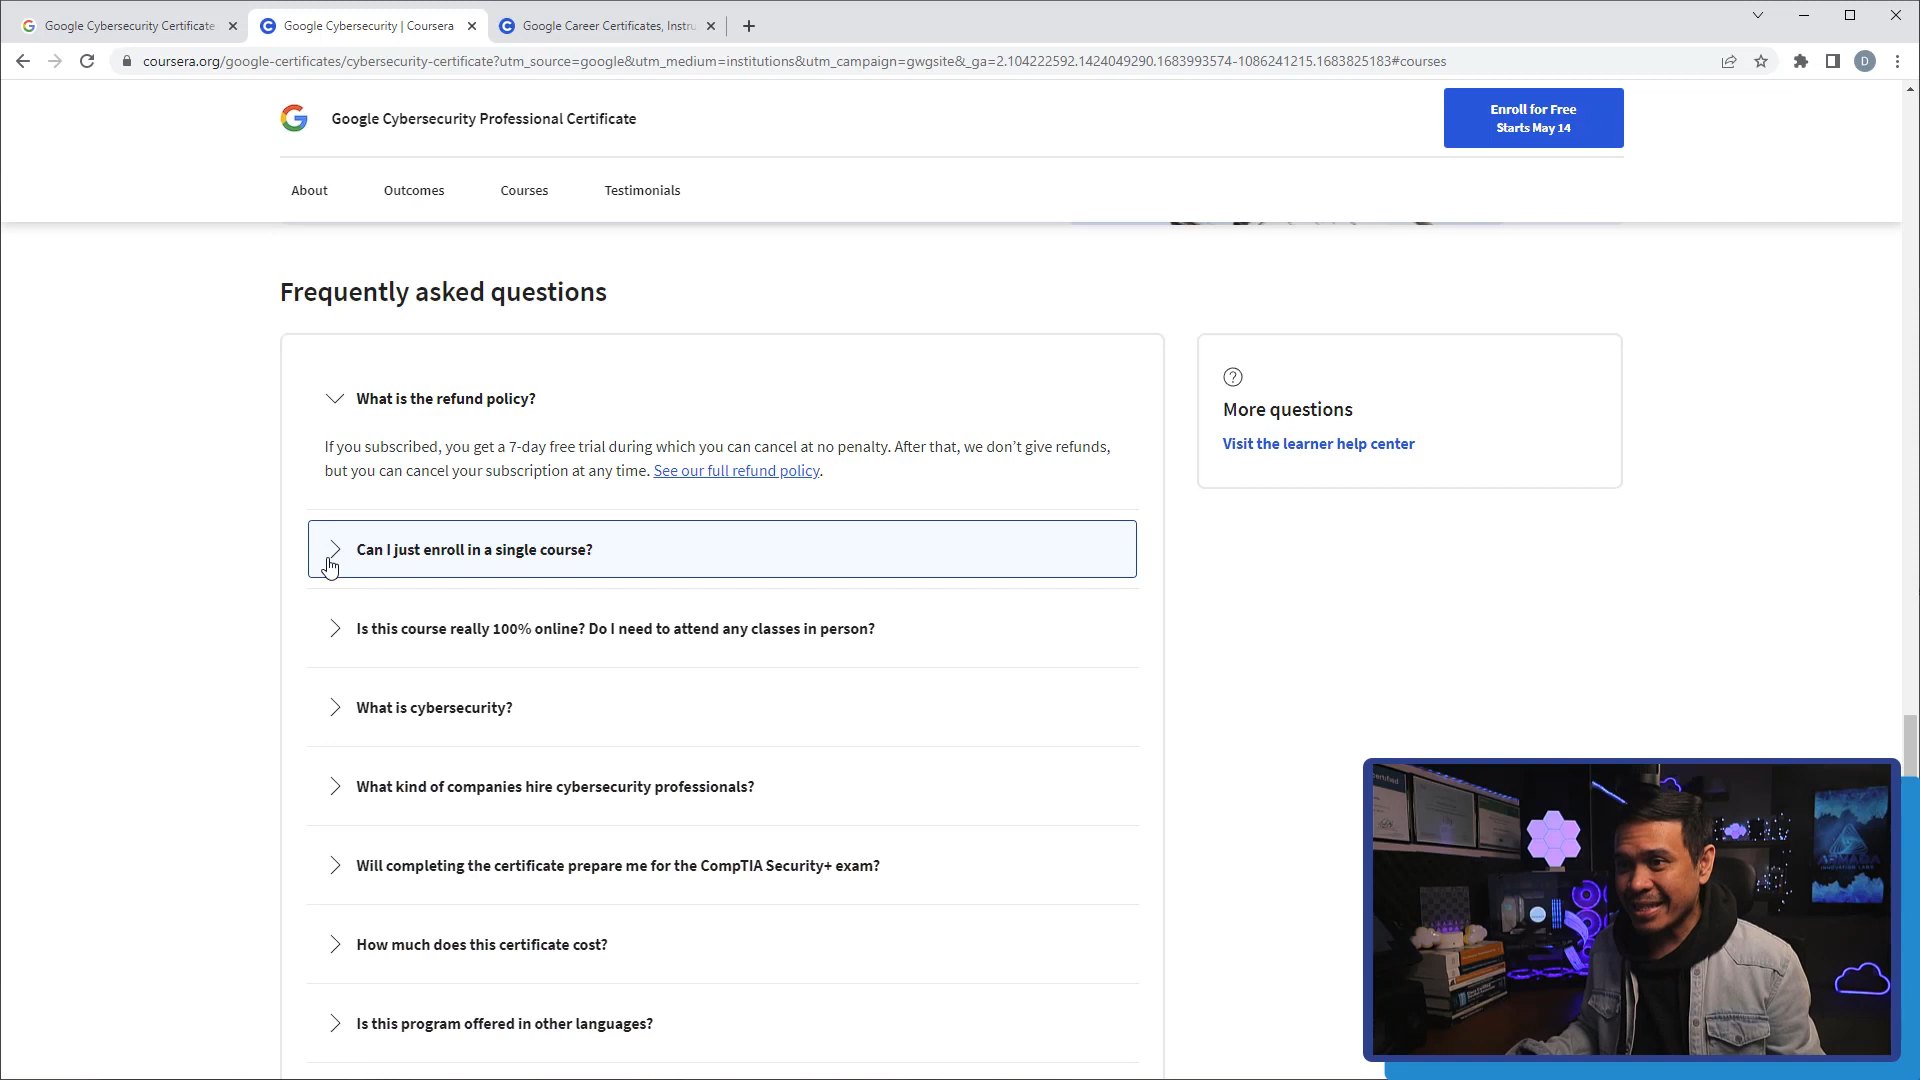 Google Cybersecurity Certificate
Google Cybersecurity | Coursera
Google Career Certificates, Instru
coursera.org/google-certificates/cybersecurity-certificate?utm_source=google&utm_medium=institutions&utm_campaign=gwgsite&_ga=2.104222592.1424049290.1683993574-1086241215.1683825183#courses
D
Google Cybersecurity Professional Certificate
Enroll for Free
Starts May 14
About
Outcomes
Courses
Testimonials
Frequently asked questions
What is the refund policy?
If you subscribed, you get a 7-day free trial during which you can cancel at no penalty. After that, we don’t give refunds,
but you can cancel your subscription at any time. See our full refund policy.
Can I just enroll in a single course?
Is this course really 100% online? Do I need to attend any classes in person?
What is cybersecurity?
What kind of companies hire cybersecurity professionals?
Will completing the certificate prepare me for the CompTIA Security+ exam?
How much does this certificate cost?
Is this program offered in other languages?
More questions
Visit the learner help center
ARMADA
INNOVATION LABS